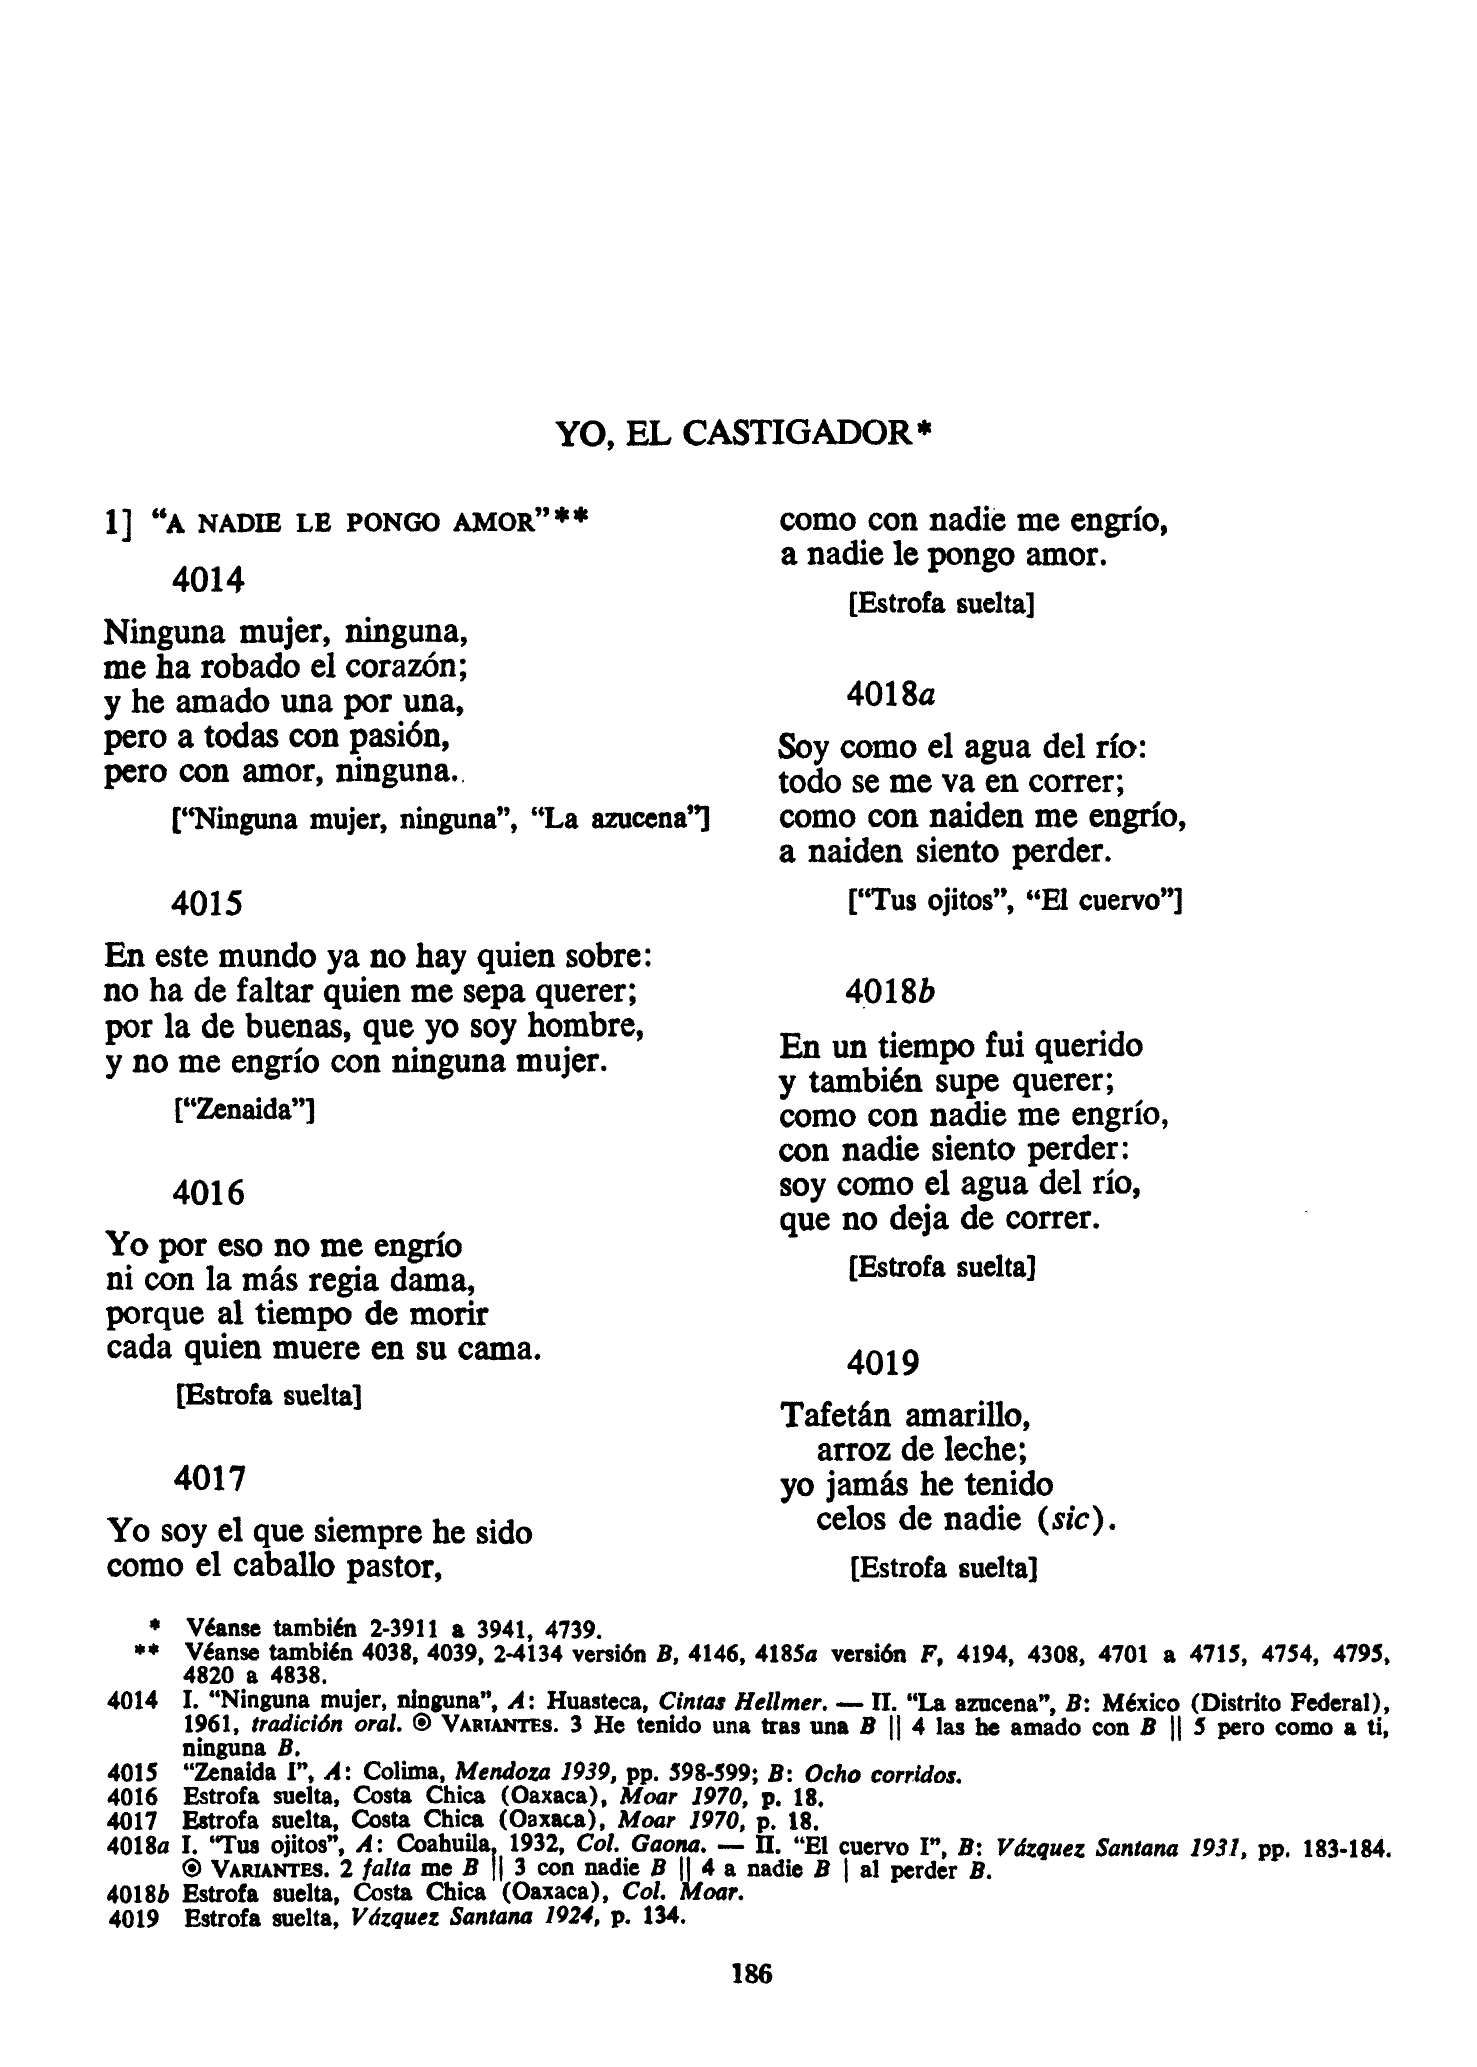 YO, EL CASTIGADOR*
1] “A NADIE LE PONGO AMOR”**
4014
Ninguna mujer, ninguna,
me ha robado el corazón;
y he amado una por una,
pero a todas con pasión,
pero con amor, ninguna.
[“Ninguna mujer, ninguna”, “La azucena”]
4015
En este mundo ya no hay quien sobre:
no ha de faltar quien me sepa querer;
por la de buenas, que yo soy hombre,
y no me engrío con ninguna mujer.
[“Zenaida”]
4016
Yo por eso no me engrío
ni con la más regia dama,
porque al tiempo de morir
cada quien muere en su cama.
[Estrofa suelta]
4017
Yo soy el que siempre he sido
como el caballo pastor,
como con nadie me engrío,
a nadie le pongo amor.
[Estrofa suelta]
4018a
Soy como el agua del río:
todo se me va en correr;
como con naiden me engrío,
a naiden siento perder.
[“Tus ojitos”, “El cuervo”]
4018b
En un tiempo fui querido
y también supe querer;
como con nadie me engrío,
con nadie siento perder:
soy como el agua del río,
que no deja de correr.
[Estrofa suelta]
4019
Tafetán amarillo,
arroz de leche;
yo jamás he tenido
celos de nadie (sic).
[Estrofa suelta]
* Véanse también 2-3911 a 3941, 4739.
** Véanse también 4038, 4039, 2-4134 versión B, 4146, 4185a versión F, 4194, 4308, 4701 a 4715, 4754, 4795,
4820 a 4838.
4014 I. “Ninguna mujer, ninguna”, A: Huasteca, Cintas Hellmer. — II. “La azucena”, B: México (Distrito Federal),
1961, tradición oral. ⊙ VARIANTES. 3 He tenido una tras una B || 4 las he amado con B || 5 pero como a ti,
ninguna B.
4015 “Zenaida I”, A: Colima, Mendoza 1939, pp. 598-599; B: Ocho corridos.
4016 Estrofa suelta, Costa Chica (Oaxaca), Moar 1970, p. 18.
4017 Estrofa suelta, Costa Chica (Oaxaca), Moar 1970, p. 18.
4018a I. “Tus ojitos”, A: Coahuila, 1932, Col. Gaona. — II. “El cuervo I”, B: Vázquez Santana 1931, pp. 183-184.
⊙ VARIANTES. 2 falta me B || 3 con nadie B || 4 a nadie B | al perder B.
4018b Estrofa suelta, Costa Chica (Oaxaca), Col. Moar.
4019 Estrofa suelta, Vázquez Santana 1924, p. 134.
186